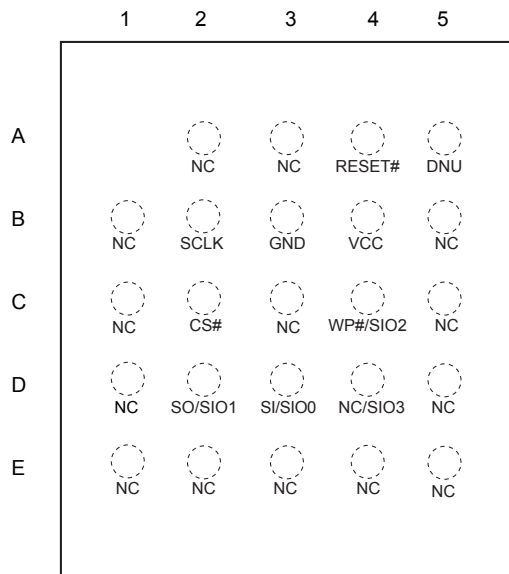 1 2 3 4 5
A
NC NC RESET# DNU
B
NC SCLK GND VCC NC
C
NC CS# NC WP#/SIO2 NC
D
NC SO/SIO1 SI/SIO0 NC/SIO3 NC
E
NC NC NC NC NC